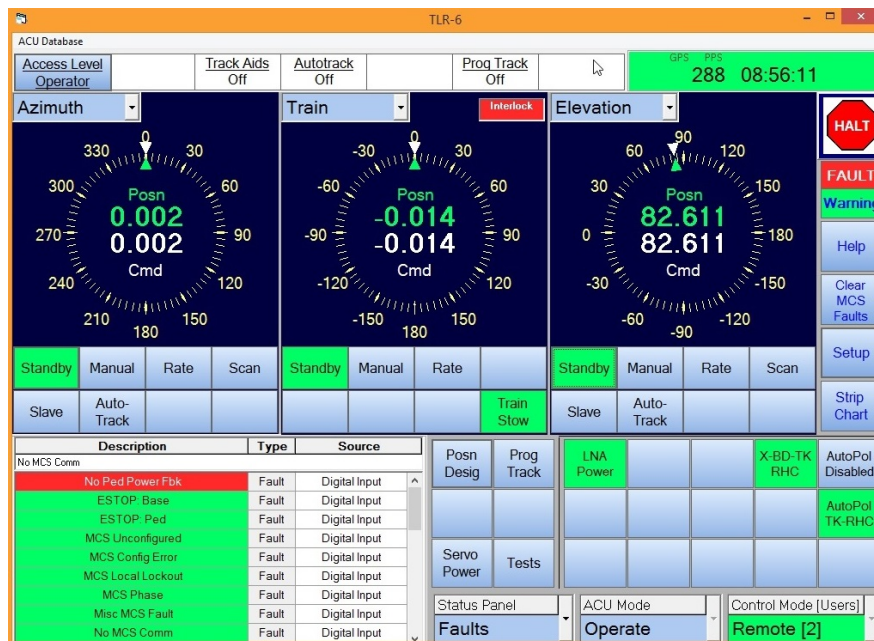 TLR-6
ACU Database
Access Level
Operator
Track Aids
Off
Autotrack
Off
Prog Track
Off
GPS PPS
288 08:56:11
Azimuth
Train
Interlock
Elevation
HALT
FAULT
Warning
Help
Clear
MCS
Faults
Setup
Strip
Chart
0
30
60
90
120
150
180
210
240
270
300
330
Posn
0.002
0.002
Cmd
0
30
60
90
120
150
180
-150
-120
-90
-60
-30
Posn
-0.014
-0.014
Cmd
90
120
150
180
-150
-120
-90
-60
-30
0
30
60
Posn
82.611
82.611
Cmd
Standby Manual Rate Scan
Slave Auto-
Track
Standby Manual Rate
Train
Stow
Standby Manual Rate Scan
Slave Auto-
Track
Description Type Source
No MCS Comm
No Ped Power Fbk Fault Digital Input
ESTOP: Base Fault Digital Input
ESTOP: Ped Fault Digital Input
MCS Unconfigured Fault Digital Input
MCS Config Error Fault Digital Input
MCS Local Lockout Fault Digital Input
MCS Phase Fault Digital Input
Misc MCS Fault Fault Digital Input
No MCS Comm Fault Digital Input
Posn
Desig
Prog
Track
Servo
Power
Tests
LNA
Power
X-BD-TK
RHC
AutoPol
Disabled
AutoPol
TK-RHC
Status Panel
Faults
ACU Mode
Operate
Control Mode [Users]
Remote [2]